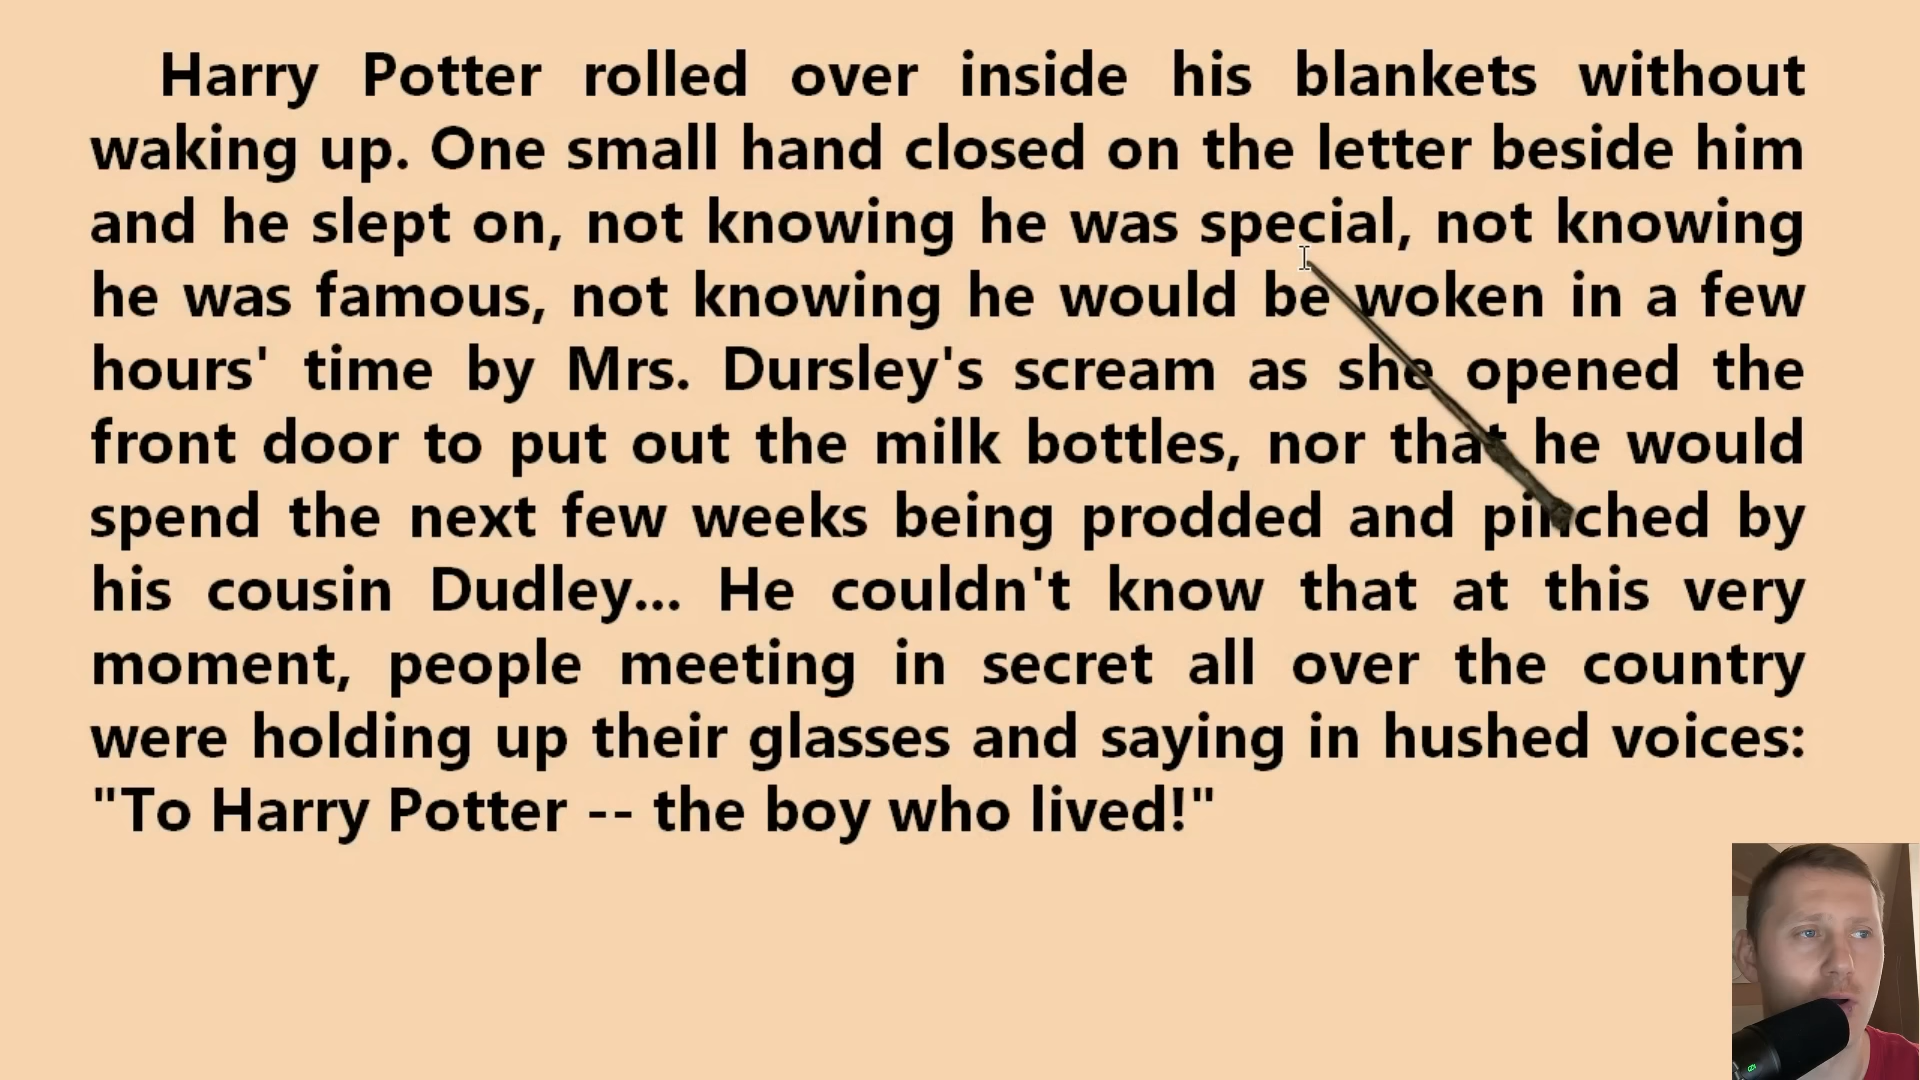 Harry Potter rolled over inside his blankets without
waking up. One small hand closed on the letter beside him
and he slept on, not knowing he was special, not knowing
he was famous, not knowing he would be woken in a few
hours' time by Mrs. Dursley's scream as she opened the
front door to put out the milk bottles, nor that he would
spend the next few weeks being prodded and pinched by
his cousin Dudley... He couldn't know that at this very
moment, people meeting in secret all over the country
were holding up their glasses and saying in hushed voices:
"To Harry Potter -- the boy who lived!"